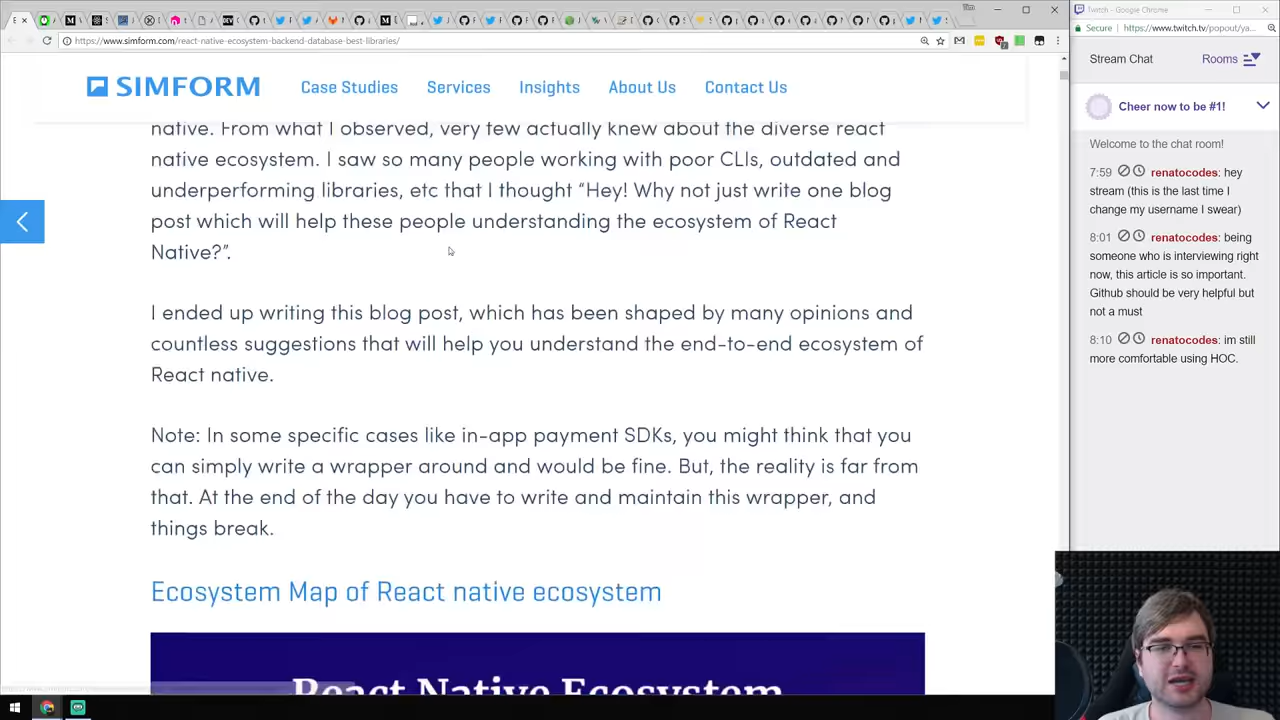 Twitch - Google Chrome
https://www.simform.com/react-native-ecosystem-backend-database-best-libraries/
Secure
https://www.twitch.tv/popout/ya...
SIMFORM
Case Studies
Services
Insights
About Us
Contact Us
native. From what I observed, very few actually knew about the diverse react
native ecosystem. I saw so many people working with poor CLIs, outdated and
underperforming libraries, etc that I thought “Hey! Why not just write one blog
post which will help these people understanding the ecosystem of React
Native?”.
I ended up writing this blog post, which has been shaped by many opinions and
countless suggestions that will help you understand the end-to-end ecosystem of
React native.
Note: In some specific cases like in-app payment SDKs, you might think that you
can simply write a wrapper around and would be fine. But, the reality is far from
that. At the end of the day you have to write and maintain this wrapper, and
things break.
Ecosystem Map of React native ecosystem
React Native Ecosystem
Stream Chat
Rooms
Cheer now to be #1!
Welcome to the chat room!
7:59 renatocodes: hey
stream (this is the last time I
change my username I swear)
8:01 renatocodes: being
someone who is interviewing right
now, this article is so important.
Github should be very helpful but
not a must
8:10 renatocodes: im still
more comfortable using HOC.